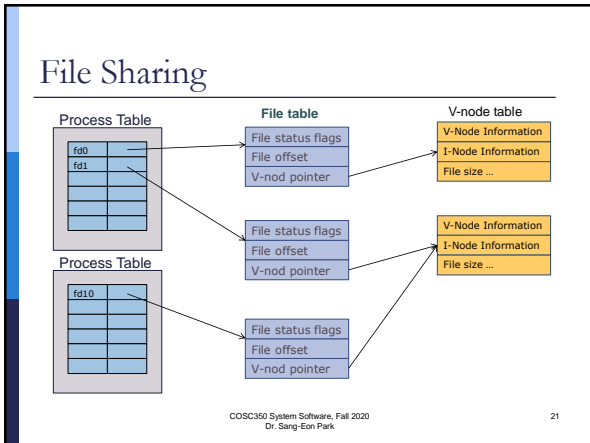 File Sharing
Process Table
fd0
fd1
Process Table
fd10
File table
File status flags
File offset
V-nod pointer
File status flags
File offset
V-nod pointer
File status flags
File offset
V-nod pointer
V-node table
V-Node Information
I-Node Information
File size ...
V-Node Information
I-Node Information
File size ...
COSC350 System Software, Fall 2020
Dr. Sang-Eon Park
21